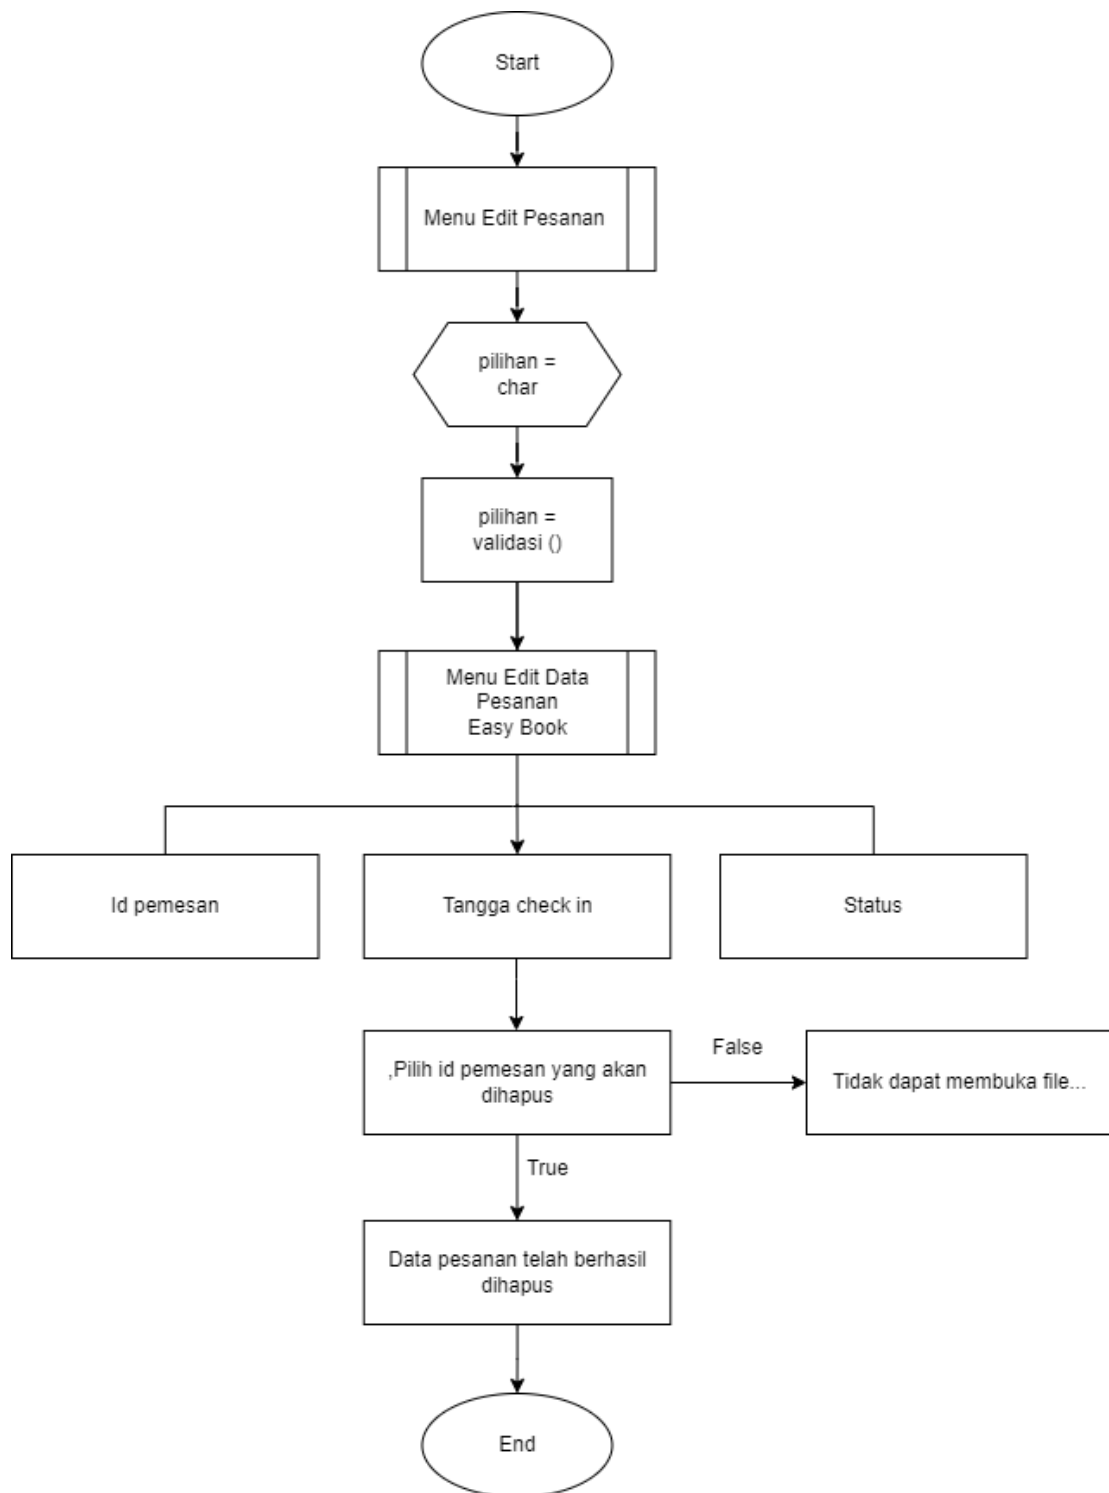 Start
Menu Edit Pesanan
pilihan =
char
pilihan =
validasi ()
Menu Edit Data
Pesanan
Easy Book
Id pemesan
Tangga check in
Status
,Pilih id pemesan yang akan
dihapus
False
Tidak dapat membuka file...
True
Data pesanan telah berhasil
dihapus
End